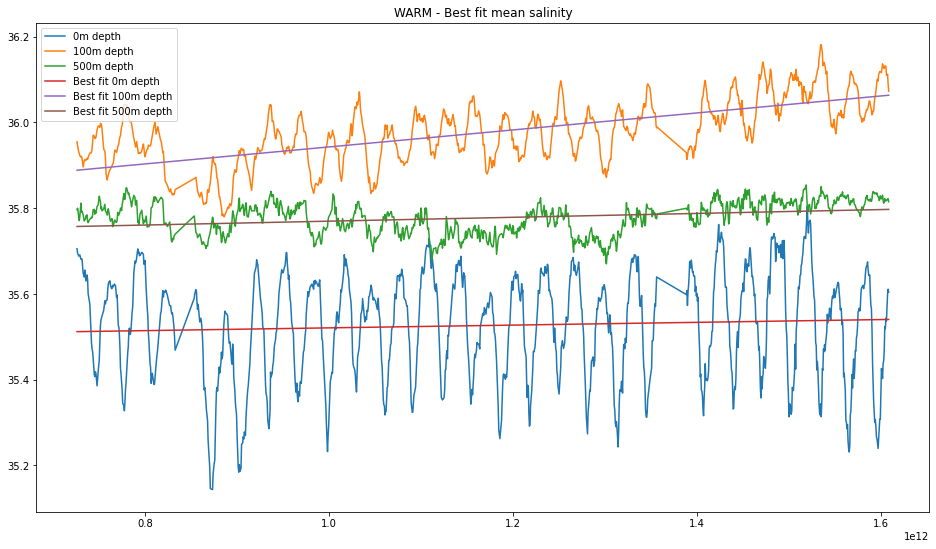 WARM - Best fit mean salinity
0m depth
100m depth
500m depth
Best fit 0m depth
Best fit 100m depth
Best fit 500m depth
36.2
36.0
35.8
35.6
35.4
35.2
0.8 1.0 1.2 1.4 1.6
1e12